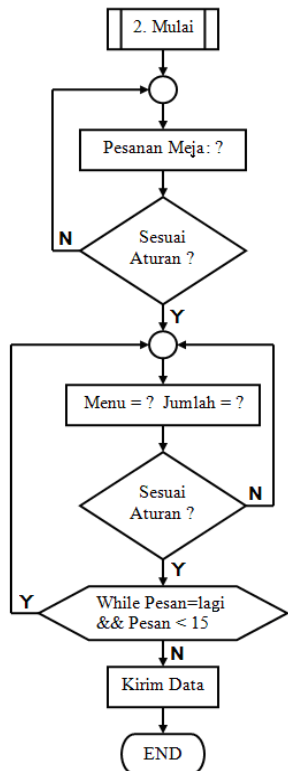 2. Mulai
Pesanan Meja: ?
Sesuai
Aturan ?
N
Y
Menu = ? Jumlah = ?
Sesuai
Aturan ?
N
Y
While Pesan=lagi
&& Pesan < 15
Y
N
Kirim Data
END